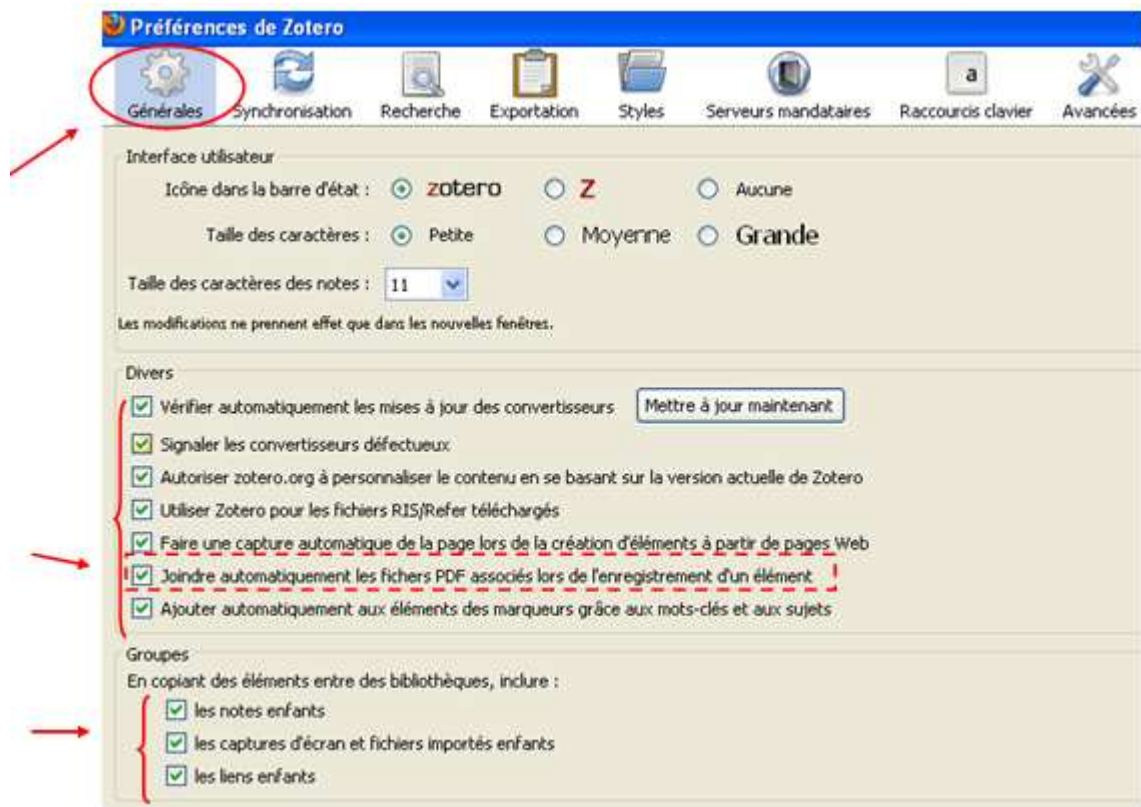 Préférences de Zotero
Générales Synchronisation Recherche Exportation Styles Serveurs mandataires a Raccourcis clavier Avancées
Interface utilisateur
Icône dans la barre d'état : zotero Z Aucune
Taille des caractères : Petite Moyenne Grande
Taille des caractères des notes : 11
Les modifications ne prennent effet que dans les nouvelles fenêtres.
Divers
Vérifier automatiquement les mises à jour des convertisseurs Mettre à jour maintenant
Signaler les convertisseurs défectueux
Autoriser zotero.org à personnaliser le contenu en se basant sur la version actuelle de Zotero
Utiliser Zotero pour les fichiers RIS/Refer téléchargés
Faire une capture automatique de la page lors de la création d'éléments à partir de pages Web
Joindre automatiquement les fichers PDF associés lors de l'enregistrement d'un élément
Ajouter automatiquement aux éléments des marqueurs grâce aux mots-clés et aux sujets
Groupes
En copiant des éléments entre des bibliothèques, inclure :
les notes enfants
les captures d'écran et fichiers importés enfants
les liens enfants